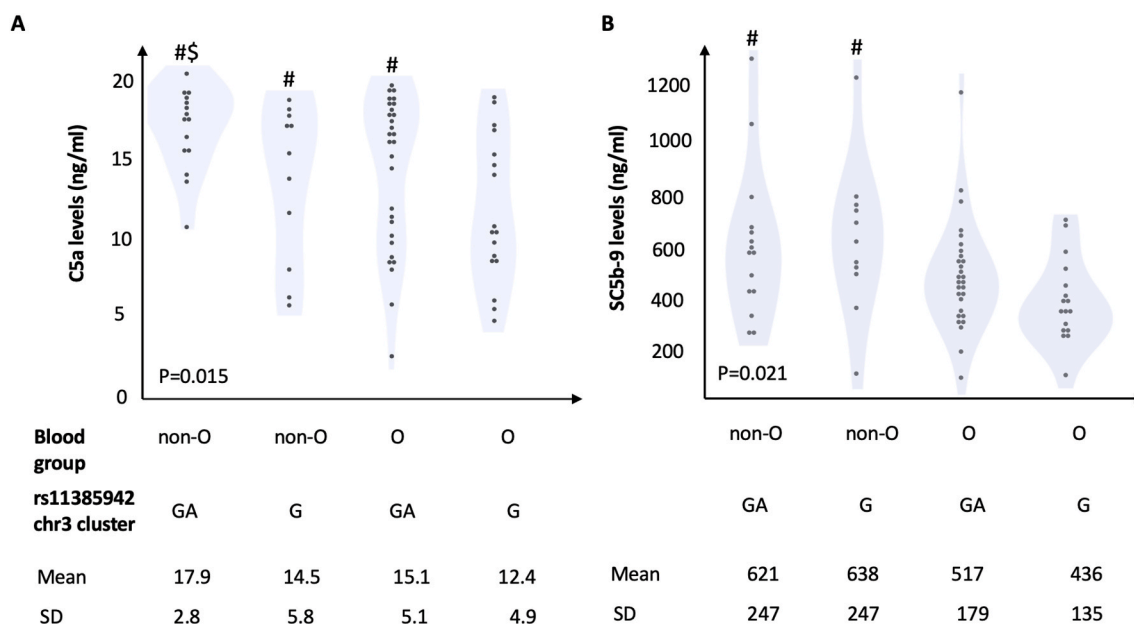 A
B
#$
#
#
#
#
20
15
10
5
0
C5a levels (ng/ml)
P=0.015
1200
1000
800
600
400
200
SC5b-9 levels (ng/ml)
P=0.021
Blood group non-O non-O O O
non-O non-O O O
rs11385942 chr3 cluster GA G GA G
GA G GA G
Mean 17.9 14.5 15.1 12.4
Mean 621 638 517 436
SD 2.8 5.8 5.1 4.9
SD 247 247 179 135